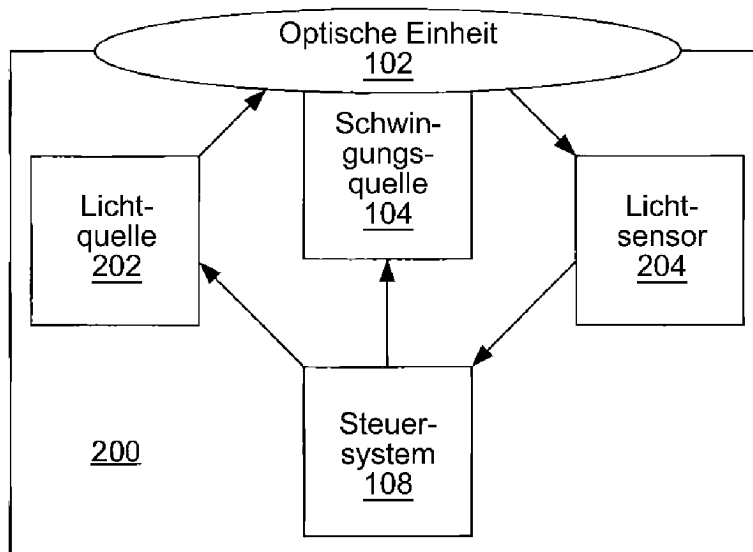 Optische Einheit
102
Schwin-
gungs-
quelle
104
Licht-
quelle
202
Licht-
sensor
204
Steuer-
system
108
200